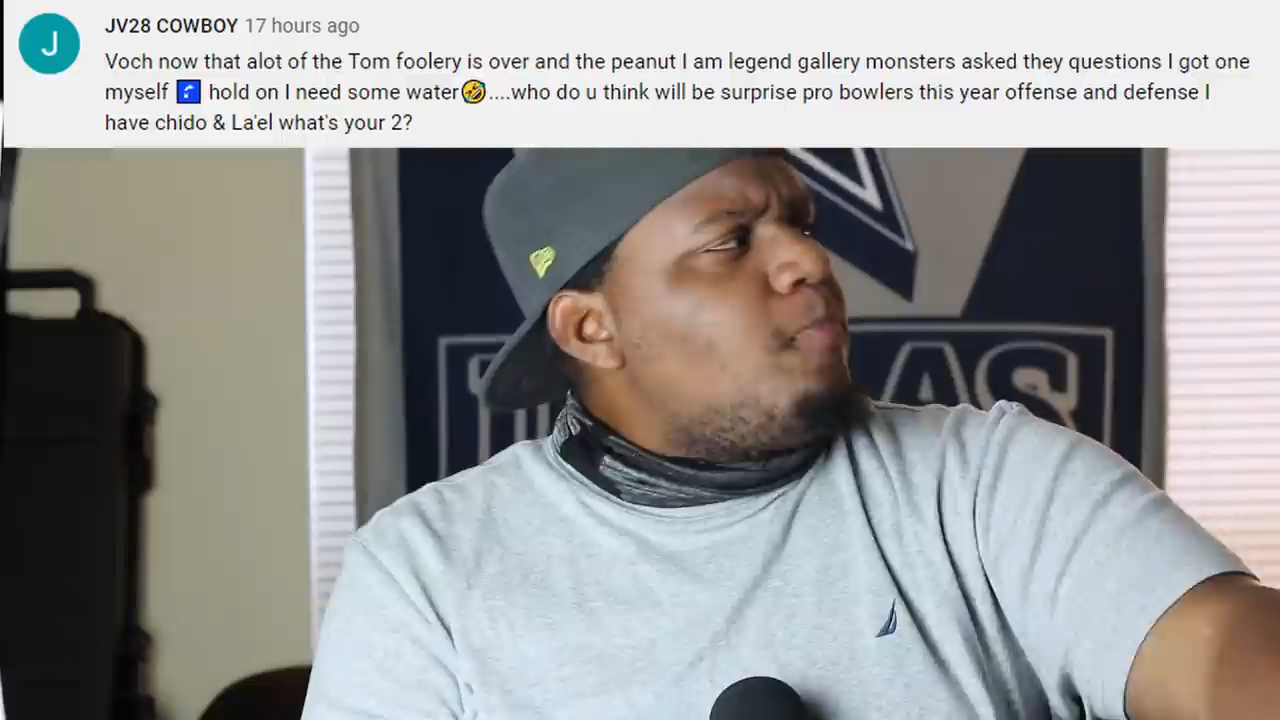 JV28 COWBOY 17 hours ago
Voch now that alot of the Tom foolery is over and the peanut I am legend gallery monsters asked they questions I got one
myself hold on I need some water🤣....who do u think will be surprise pro bowlers this year offense and defense I
have chido & La'el what's your 2?
AS